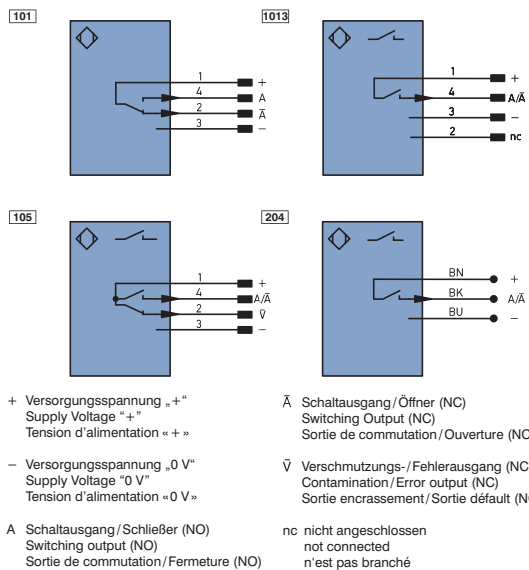 101
1 +
4 A
2 Ā
3 −
1013
1 +
4 A/Ā
3 −
2 nc
105
1 +
4 A/Ā
2 V̄
3 −
204
BN +
BK A/Ā
BU −
+ Versorgungsspannung „+“
Supply Voltage “+”
Tension d’alimentation «+»
− Versorgungsspannung „0 V“
Supply Voltage “0 V”
Tension d’alimentation «0 V»
A Schaltausgang/Schließer (NO)
Switching output (NO)
Sortie de commutation/Fermeture (NO)
Ā Schaltausgang/Öffner (NC)
Switching Output (NC)
Sortie de commutation/Ouverture (NC
V̄ Verschmutzungs-/Fehlerausgang (NC
Contamination/Error output (NC)
Sortie encrassement/Sortie défault (N
nc nicht angeschlossen
not connected
n‘est pas branché